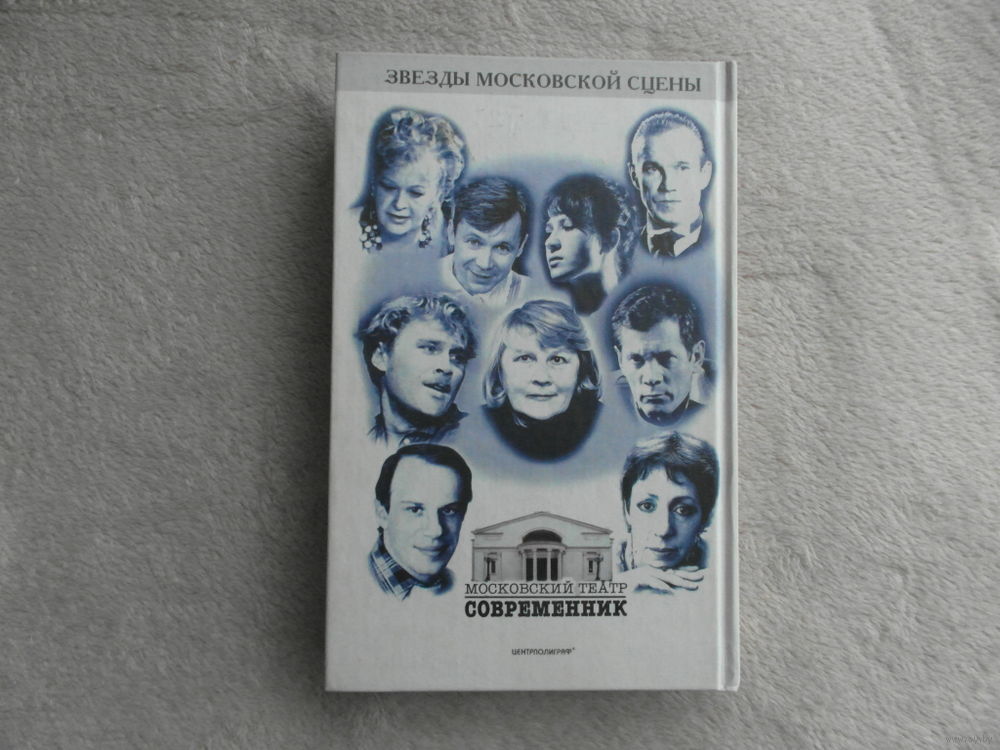 ЗВЕЗДЫ МОСКОВСКОЙ СЦЕНЫ
МОСКОВСКИЙ ТЕАТР
СОВРЕМЕННИК
ЦЕНТРПОЛИГРАФ®